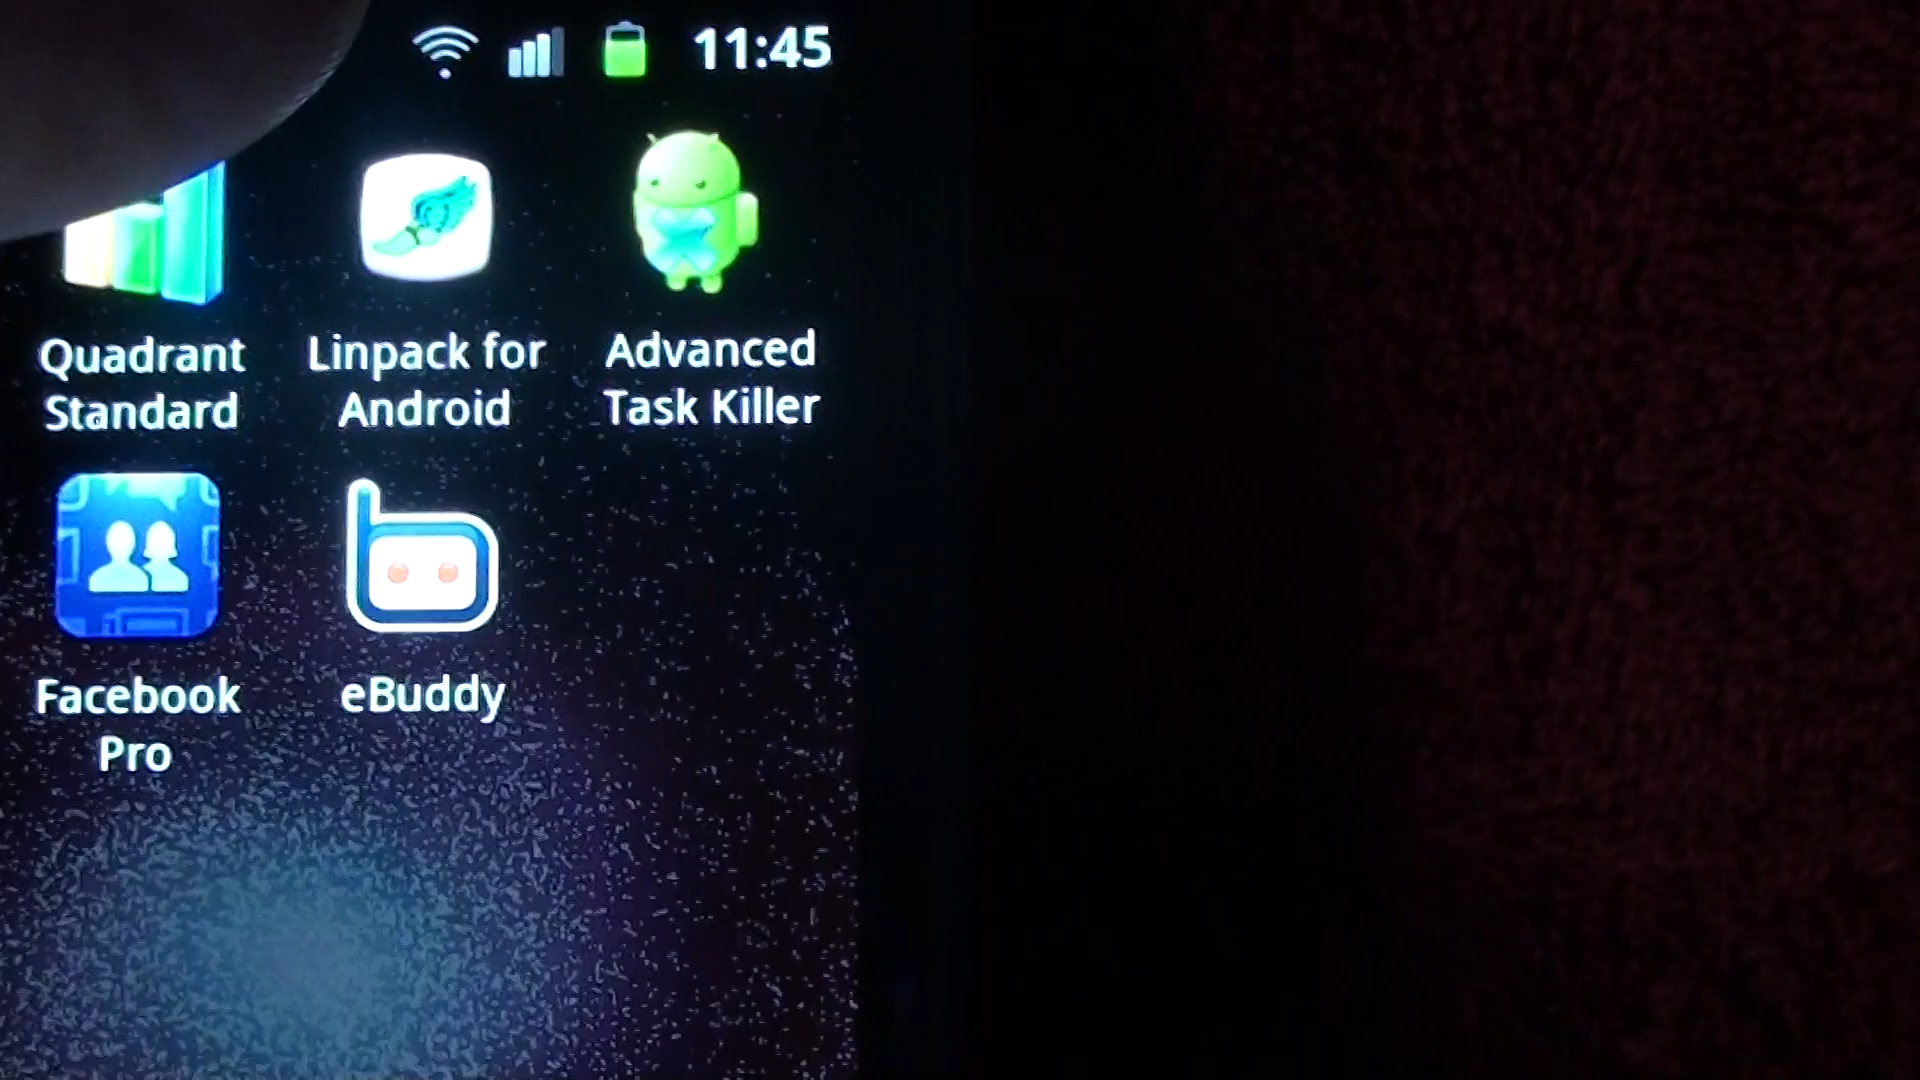 11:45
Quadrant
Standard
Linpack for
Android
Advanced
Task Killer
Facebook
Pro
eBuddy